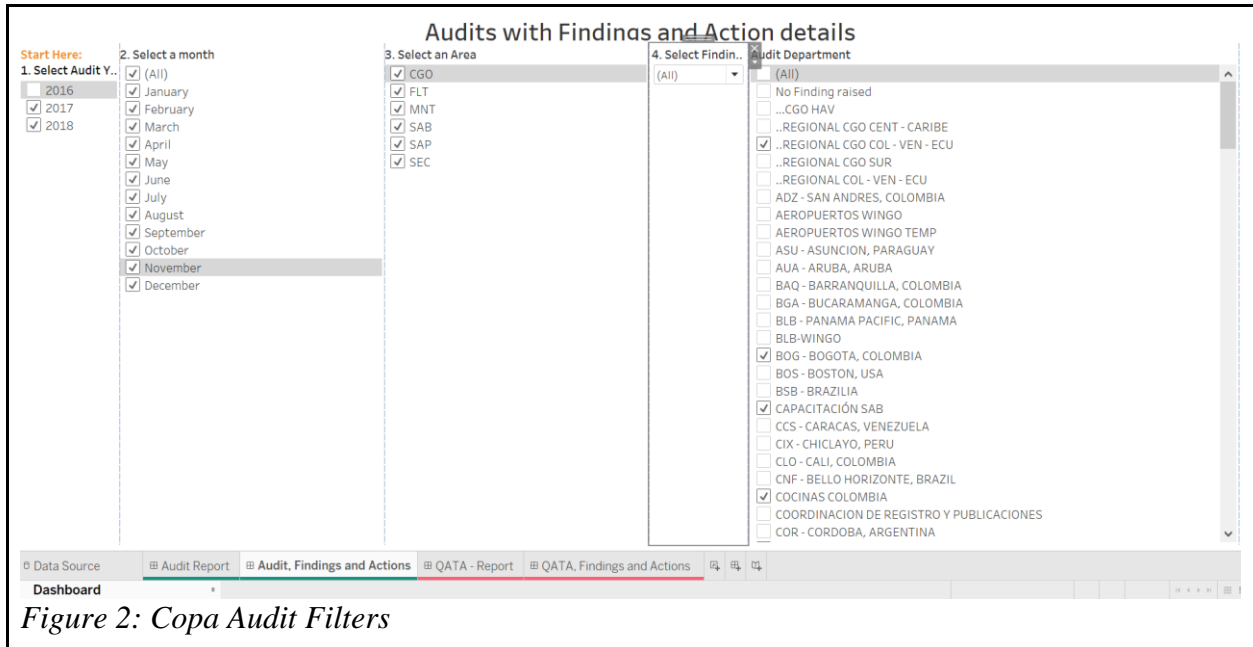 Audits with Findings and Action details
Start Here:
1. Select Audit Y..
2016
2017
2018
2. Select a month
(All)
January
February
March
April
May
June
July
August
September
October
November
December
3. Select an Area
CGO
FLT
MNT
SAB
SAP
SEC
4. Select Findin..
(All)
Audit Department
(All)
No Finding raised
...CGO HAV
..REGIONAL CGO CENT - CARIBE
..REGIONAL CGO COL - VEN - ECU
..REGIONAL CGO SUR
..REGIONAL COL - VEN - ECU
ADZ - SAN ANDRES, COLOMBIA
AEROPUERTOS WINGO
AEROPUERTOS WINGO TEMP
ASU - ASUNCION, PARAGUAY
AUA - ARUBA, ARUBA
BAQ - BARRANQUILLA, COLOMBIA
BGA - BUCARAMANGA, COLOMBIA
BLB - PANAMA PACIFIC, PANAMA
BLB-WINGO
BOG - BOGOTA, COLOMBIA
BOS - BOSTON, USA
BSB - BRAZILIA
CAPACITACIÓN SAB
CCS - CARACAS, VENEZUELA
CIX - CHICLAYO, PERU
CLO - CALI, COLOMBIA
CNF - BELLO HORIZONTE, BRAZIL
COCINAS COLOMBIA
COORDINACION DE REGISTRO Y PUBLICACIONES
COR - CORDOBA, ARGENTINA
Data Source
Audit Report
Audit, Findings and Actions
QATA - Report
QATA, Findings and Actions
Dashboard
Figure 2: Copa Audit Filters